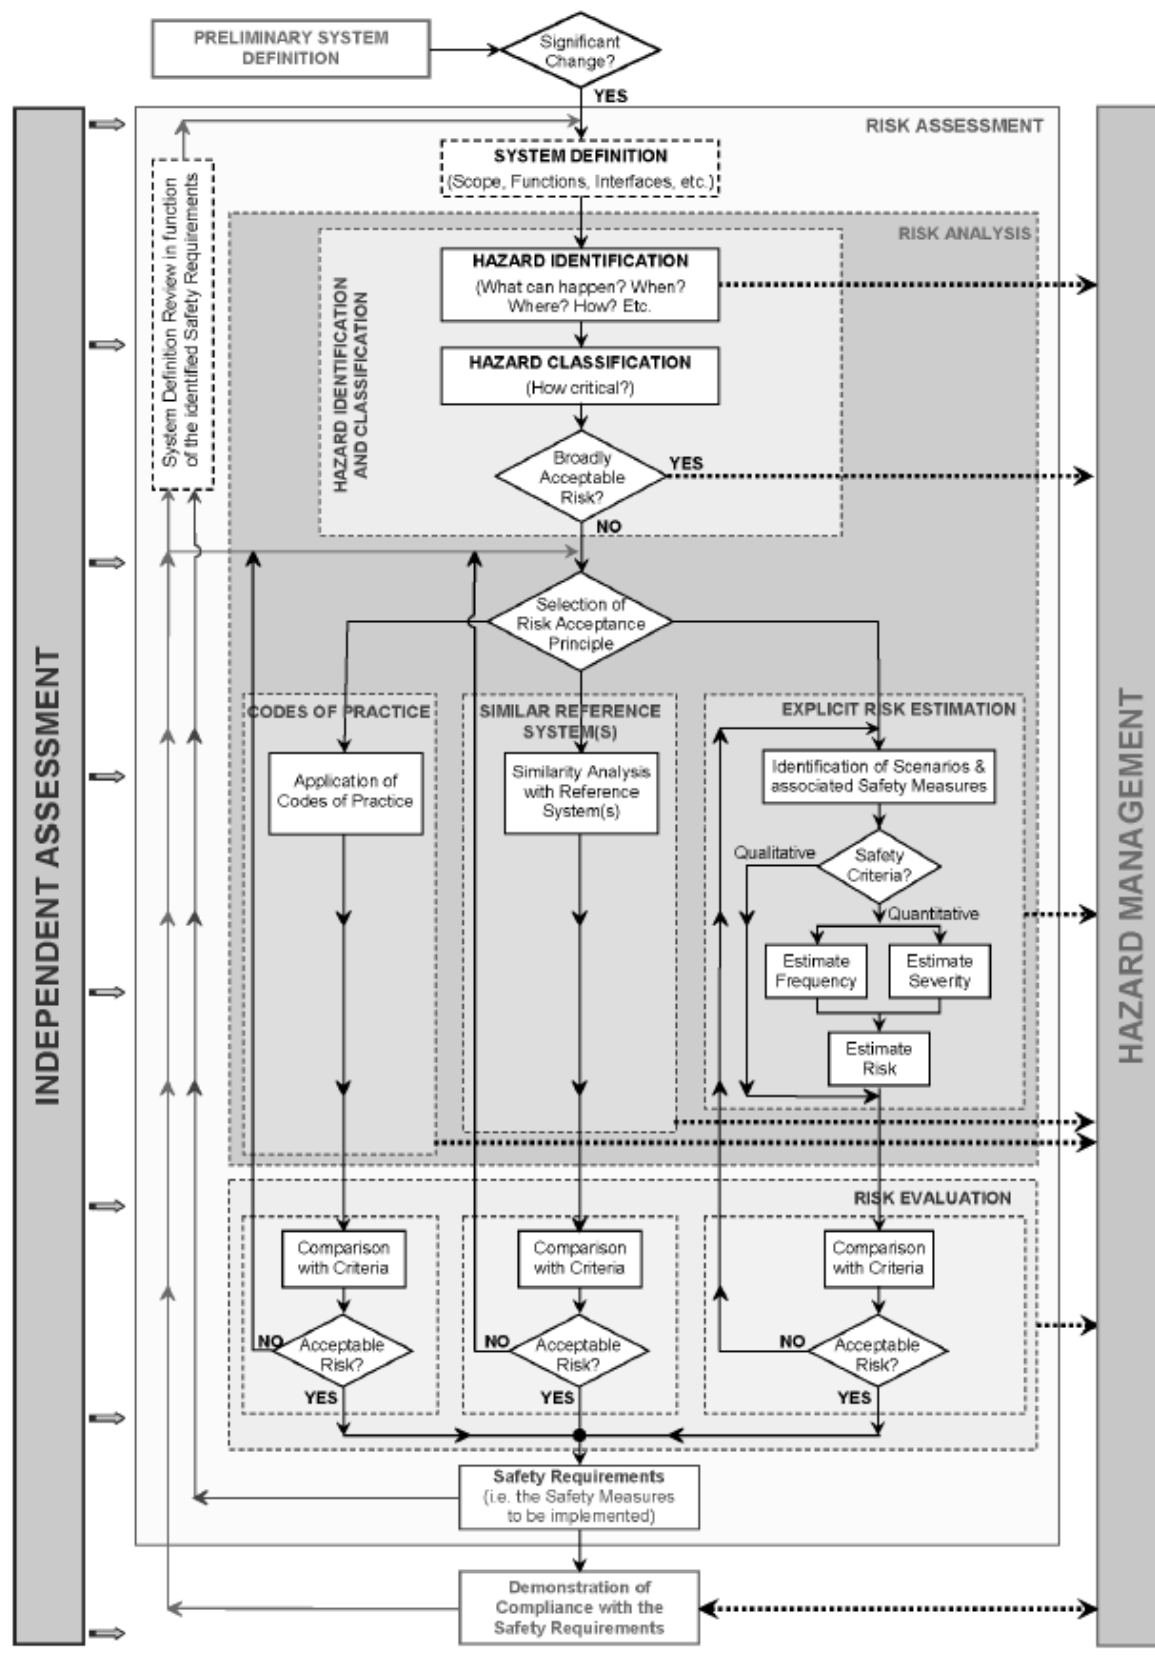 PRELIMINARY SYSTEM
DEFINITION
Significant
Change?
YES
RISK ASSESSMENT
SYSTEM DEFINITION
(Scope, Functions, Interfaces, etc.)
System Definition Review in function
of the identified Safety Requirements
RISK ANALYSIS
HAZARD IDENTIFICATION
AND CLASSIFICATION
HAZARD IDENTIFICATION
(What can happen? When?
Where? How? Etc.
HAZARD CLASSIFICATION
(How critical?)
Broadly
Acceptable
Risk?
YES
NO
Selection of
Risk Acceptance
Principle
INDEPENDENT ASSESSMENT
HAZARD MANAGEMENT
CODES OF PRACTICE
Application of
Codes of Practice
SIMILAR REFERENCE
SYSTEM(S)
Similarity Analysis
with Reference
System(s)
EXPLICIT RISK ESTIMATION
Identification of Scenarios &
associated Safety Measures
Safety
Criteria?
Qualitative
Quantitative
Estimate
Frequency
Estimate
Severity
Estimate
Risk
RISK EVALUATION
Comparison
with Criteria
Acceptable
Risk?
NO
YES
Comparison
with Criteria
Acceptable
Risk?
NO
YES
Comparison
with Criteria
Acceptable
Risk?
NO
YES
Safety Requirements
(i.e. the Safety Measures
to be implemented)
Demonstration of
Compliance with the
Safety Requirements